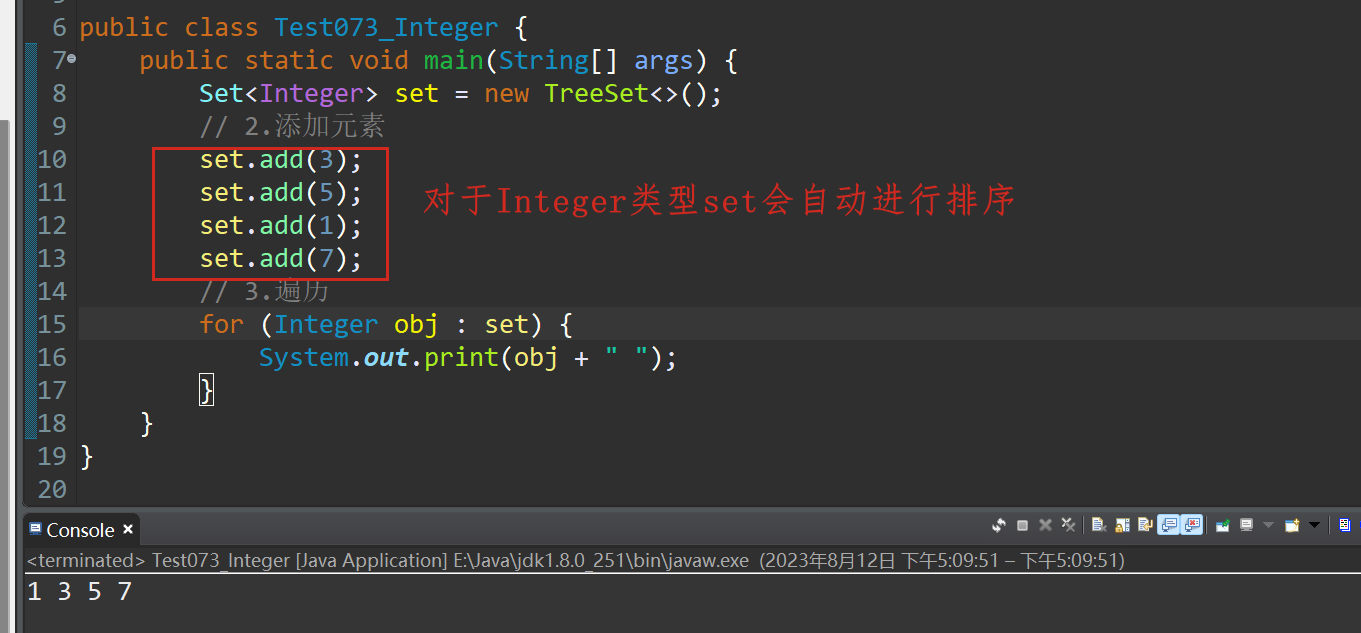 6 public class Test073_Integer {
7 public static void main(String[] args) {
8 Set<Integer> set = new TreeSet<>();
9 // 2.添加元素
10 set.add(3);
11 set.add(5);
对于Integer类型set会自动进行排序
12 set.add(1);
13 set.add(7);
14 // 3.遍历
15 for (Integer obj : set) {
16 System.out.print(obj + " ");
17 }
18 }
19 }
20
Console
<terminated> Test073_Integer [Java Application] E:\Java\jdk1.8.0_251\bin\javaw.exe (2023年8月12日 下午5:09:51 – 下午5:09:51)
1 3 5 7